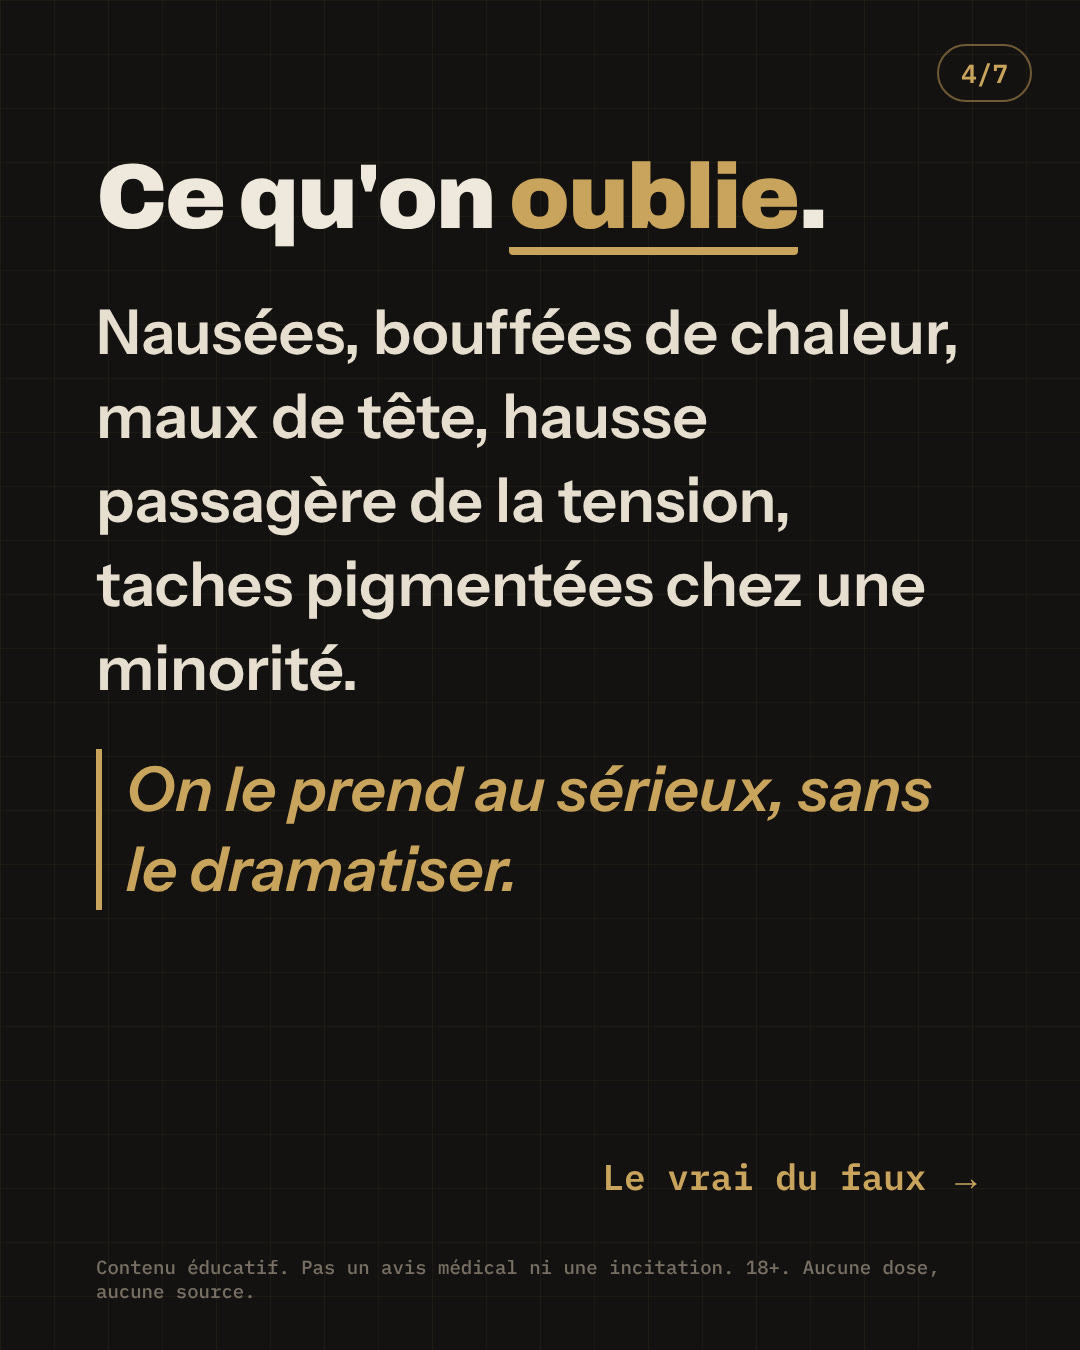 4/7
Ce qu'on oublie.
Nausées, bouffées de chaleur,
maux de tête, hausse
passagère de la tension,
taches pigmentées chez une
minorité.
On le prend au sérieux, sans
le dramatiser.
Le vrai du faux →
Contenu éducatif. Pas un avis médical ni une incitation. 18+. Aucune dose,
aucune source.